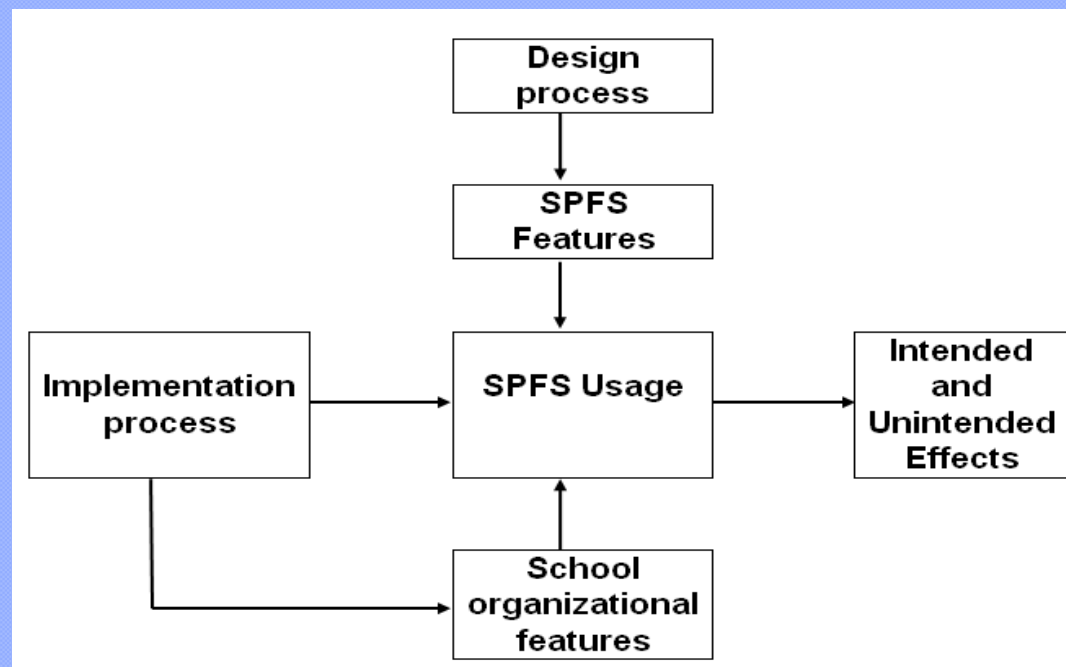 Design
process
SPFS
Features
Implementation
process
SPFS Usage
Intended
and
Unintended
Effects
School
organizational
features